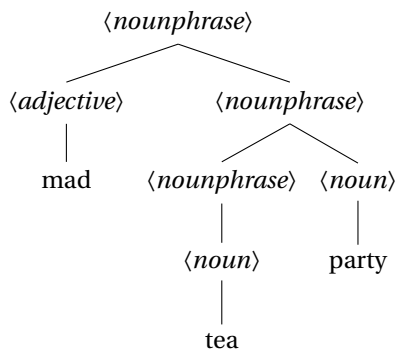 ⟨nounphrase⟩
⟨adjective⟩ ⟨nounphrase⟩
mad ⟨nounphrase⟩ ⟨noun⟩
⟨noun⟩ party
tea